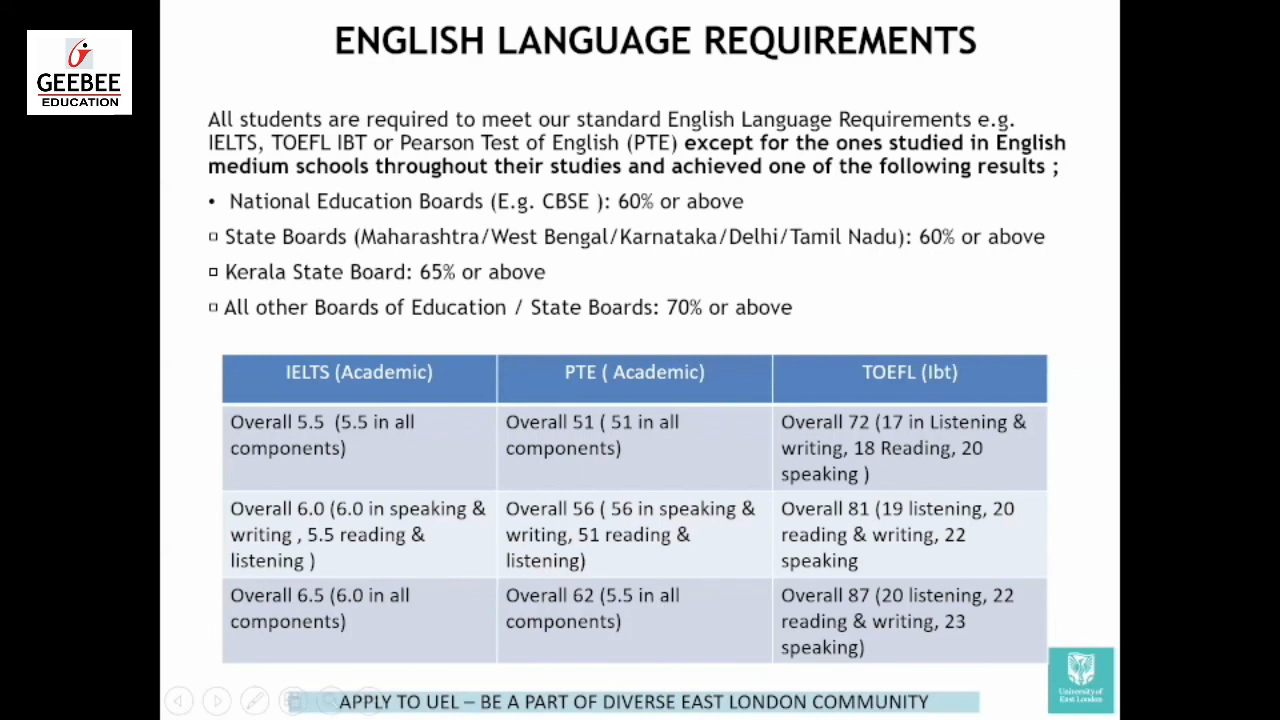 ENGLISH LANGUAGE REQUIREMENTS
GEEBEE
EDUCATION
All students are required to meet our standard English Language Requirements e.g.
IELTS, TOEFL IBT or Pearson Test of English (PTE) except for the ones studied in English
medium schools throughout their studies and achieved one of the following results ;
• National Education Boards (E.g. CBSE ): 60% or above
▫ State Boards (Maharashtra/West Bengal/Karnataka/Delhi/Tamil Nadu): 60% or above
▫ Kerala State Board: 65% or above
▫ All other Boards of Education / State Boards: 70% or above
IELTS (Academic)
PTE ( Academic)
TOEFL (Ibt)
Overall 5.5 (5.5 in all
components)
Overall 51 ( 51 in all
components)
Overall 72 (17 in Listening &
writing, 18 Reading, 20
speaking )
Overall 6.0 (6.0 in speaking &
writing , 5.5 reading &
listening )
Overall 56 ( 56 in speaking &
writing, 51 reading &
listening)
Overall 81 (19 listening, 20
reading & writing, 22
speaking
Overall 6.5 (6.0 in all
components)
Overall 62 (5.5 in all
components)
Overall 87 (20 listening, 22
reading & writing, 23
speaking)
University of
East London
APPLY TO UEL – BE A PART OF DIVERSE EAST LONDON COMMUNITY